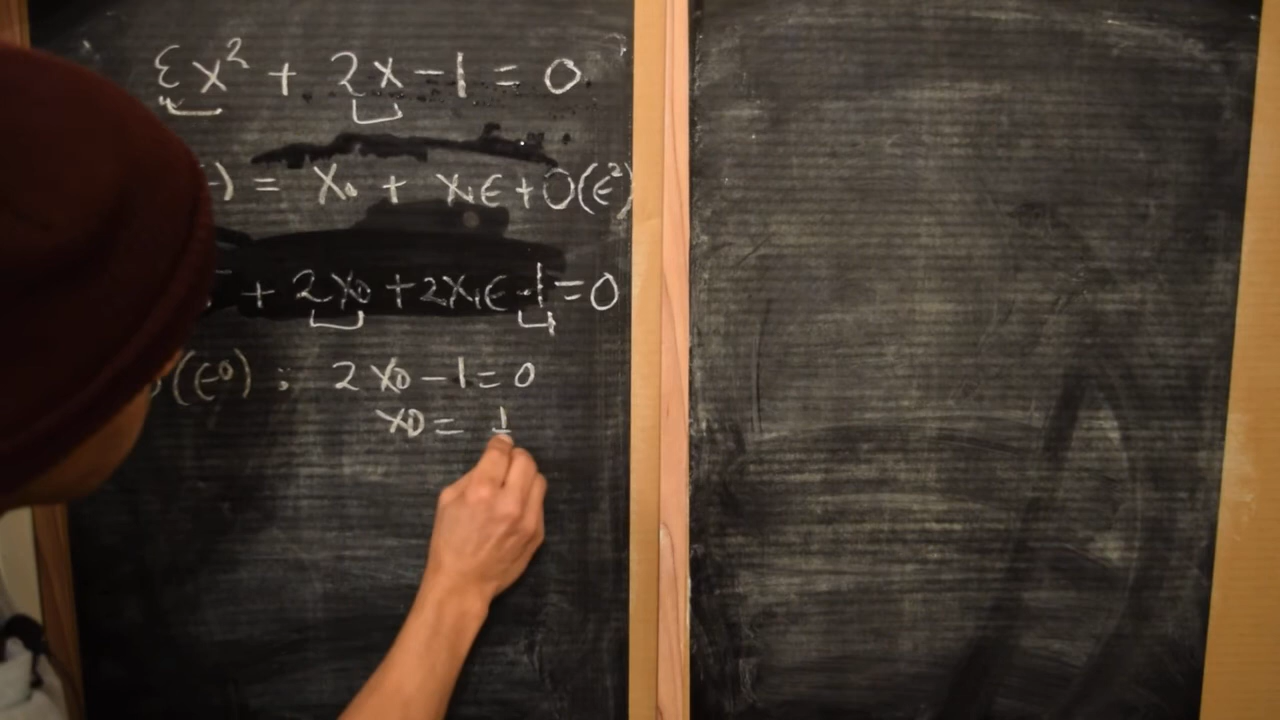 εx² + 2x - 1 = 0
) = x₀ + x₁ϵ + O(ϵ²)
+ 2x₀ + 2x₁ϵ - 1 = 0
(ϵ⁰) : 2x₀ - 1 = 0
x₀ = 1